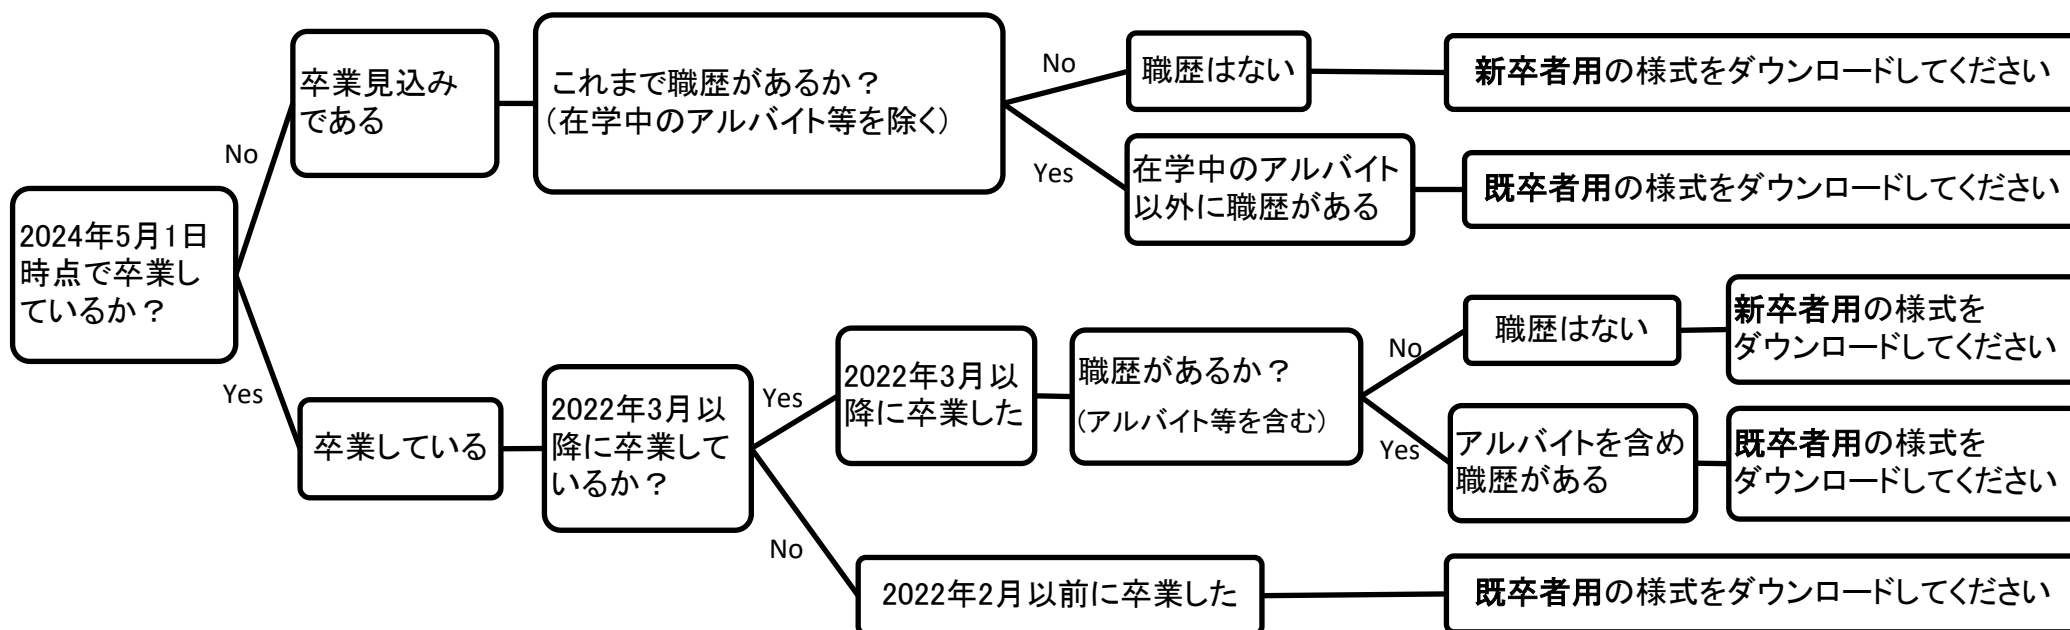 2024年5月1日
時点で卒業し
ているか？
No
Yes
卒業見込み
である
これまで職歴があるか？
（在学中のアルバイト等を除く）
No
Yes
職歴はない
新卒者用の様式をダウンロードしてください
在学中のアルバイト
以外に職歴がある
既卒者用の様式をダウンロードしてください
卒業している
2022年3月以
降に卒業して
いるか？
Yes
No
2022年3月以
降に卒業した
職歴があるか？
（アルバイト等を含む）
No
Yes
職歴はない
新卒者用の様式を
ダウンロードしてください
アルバイトを含め
職歴がある
既卒者用の様式を
ダウンロードしてください
2022年2月以前に卒業した
既卒者用の様式をダウンロードしてください